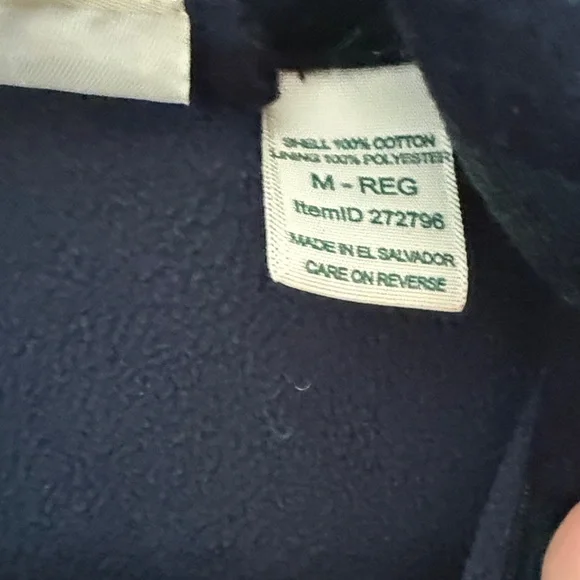 SHELL 100% COTTON
LINING 100% POLYESTER
M - REG
ItemID 272796
MADE IN EL SALVADOR
CARE ON REVERSE